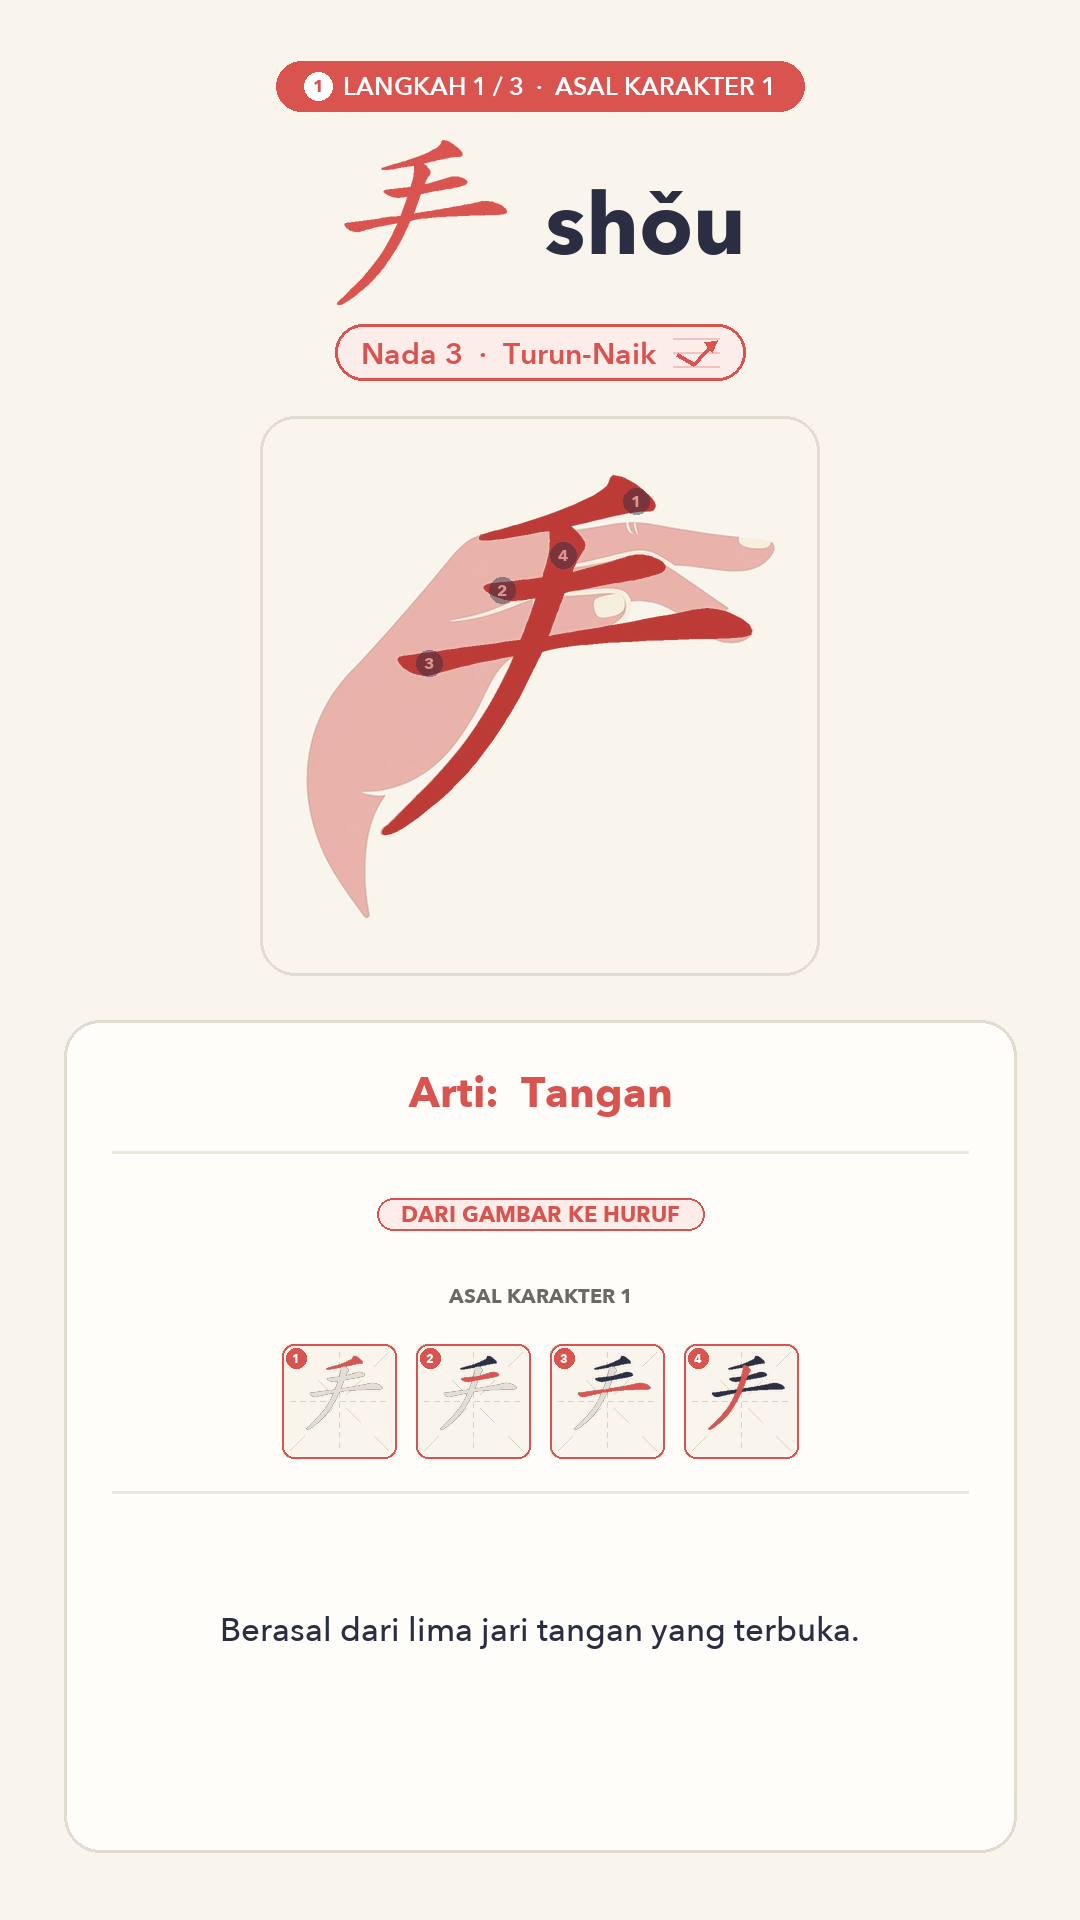 1 LANGKAH 1 / 3 · ASAL KARAKTER 1
龵 shǒu
Nada 3 · Turun-Naik
1
4
2
3
Arti: Tangan
DARI GAMBAR KE HURUF
ASAL KARAKTER 1
1 2 3 4
Berasal dari lima jari tangan yang terbuka.